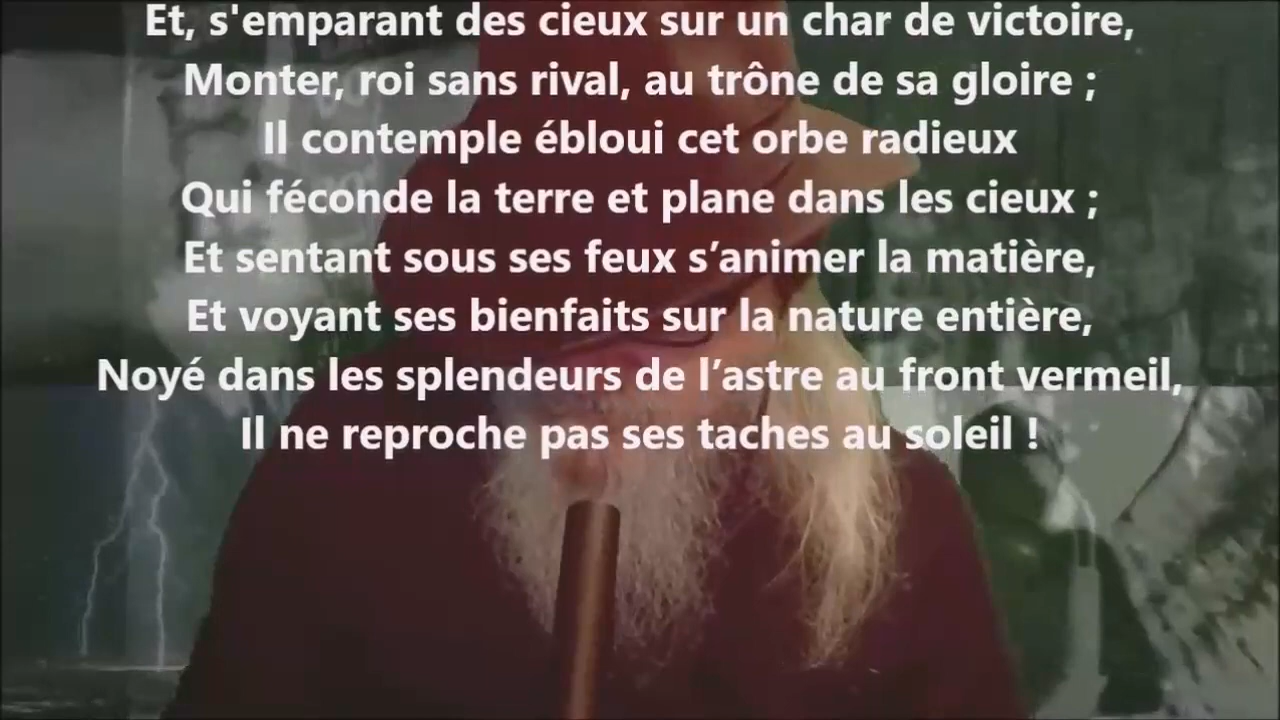 Et, s'emparant des cieux sur un char de victoire,
Monter, roi sans rival, au trône de sa gloire ;
Il contemple ébloui cet orbe radieux
Qui féconde la terre et plane dans les cieux ;
Et sentant sous ses feux s’animer la matière,
Et voyant ses bienfaits sur la nature entière,
Noyé dans les splendeurs de l’astre au front vermeil,
Il ne reproche pas ses taches au soleil !